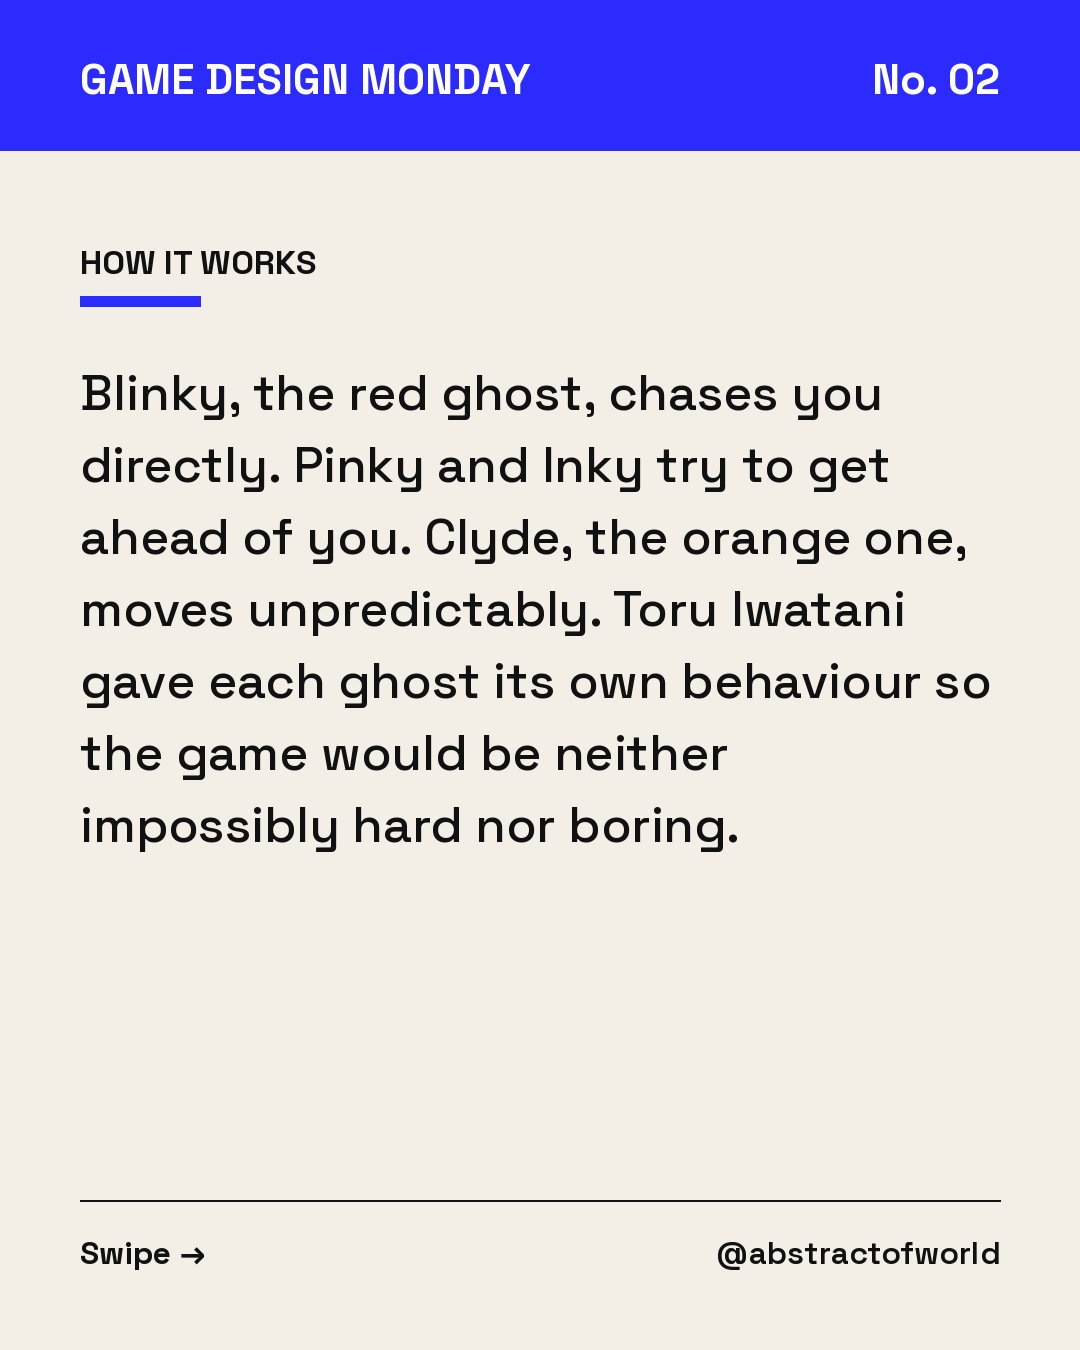 GAME DESIGN MONDAY
No. 02
HOW IT WORKS
Blinky, the red ghost, chases you
directly. Pinky and Inky try to get
ahead of you. Clyde, the orange one,
moves unpredictably. Toru Iwatani
gave each ghost its own behaviour so
the game would be neither
impossibly hard nor boring.
Swipe →
@abstractofworld